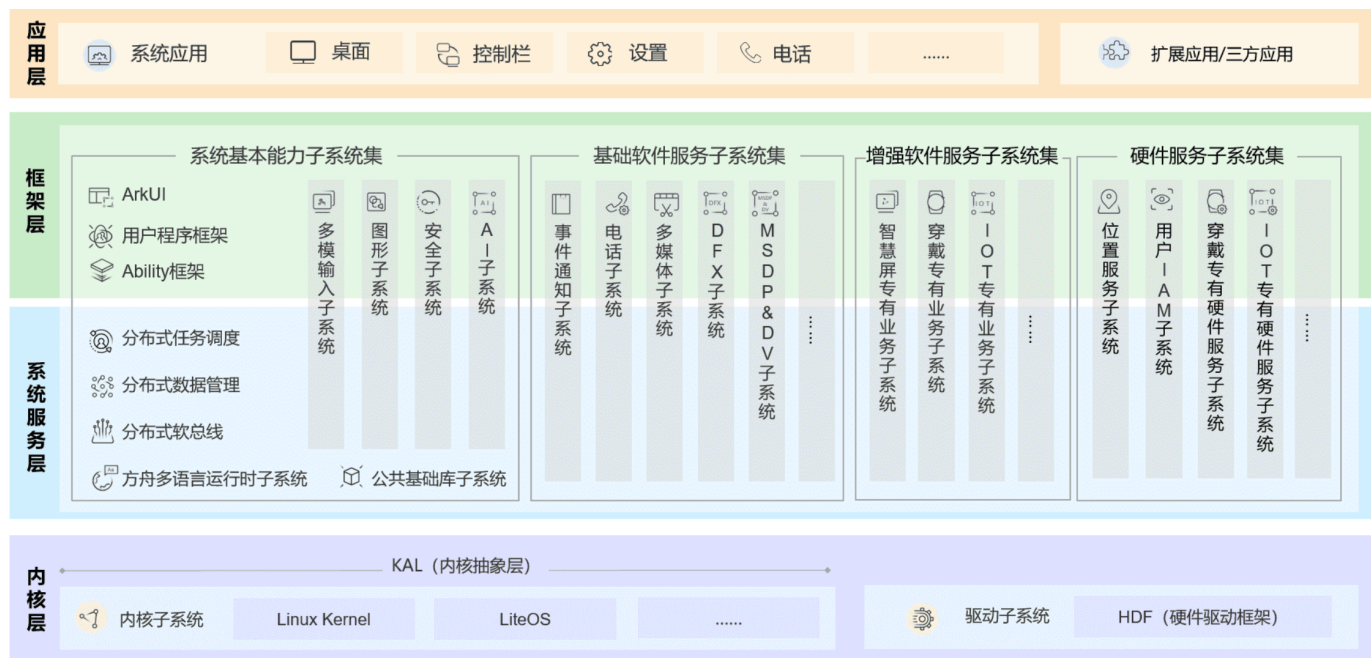 应用层
系统应用
桌面
控制栏
设置
电话
......
扩展应用/三方应用
框架层
系统服务层
系统基本能力子系统集
ArkUI
用户程序框架
Ability框架
分布式任务调度
分布式数据管理
分布式软总线
方舟多语言运行时子系统
公共基础库子系统
多模输入子系统
图形子系统
安全子系统
AI
AI子系统
基础软件服务子系统集
事件通知子系统
电话子系统
多媒体子系统
DFX
DFX子系统
MSDP
&
DV
MSDP&DV子系统
......
增强软件服务子系统集
智慧屏专有业务子系统
穿戴专有业务子系统
IOT
IOT专有业务子系统
......
硬件服务子系统集
位置服务子系统
用户IAM子系统
穿戴专有硬件服务子系统
IOT
IOT专有硬件服务子系统
......
内核层
KAL（内核抽象层）
内核子系统
Linux Kernel
LiteOS
......
驱动子系统
HDF（硬件驱动框架）